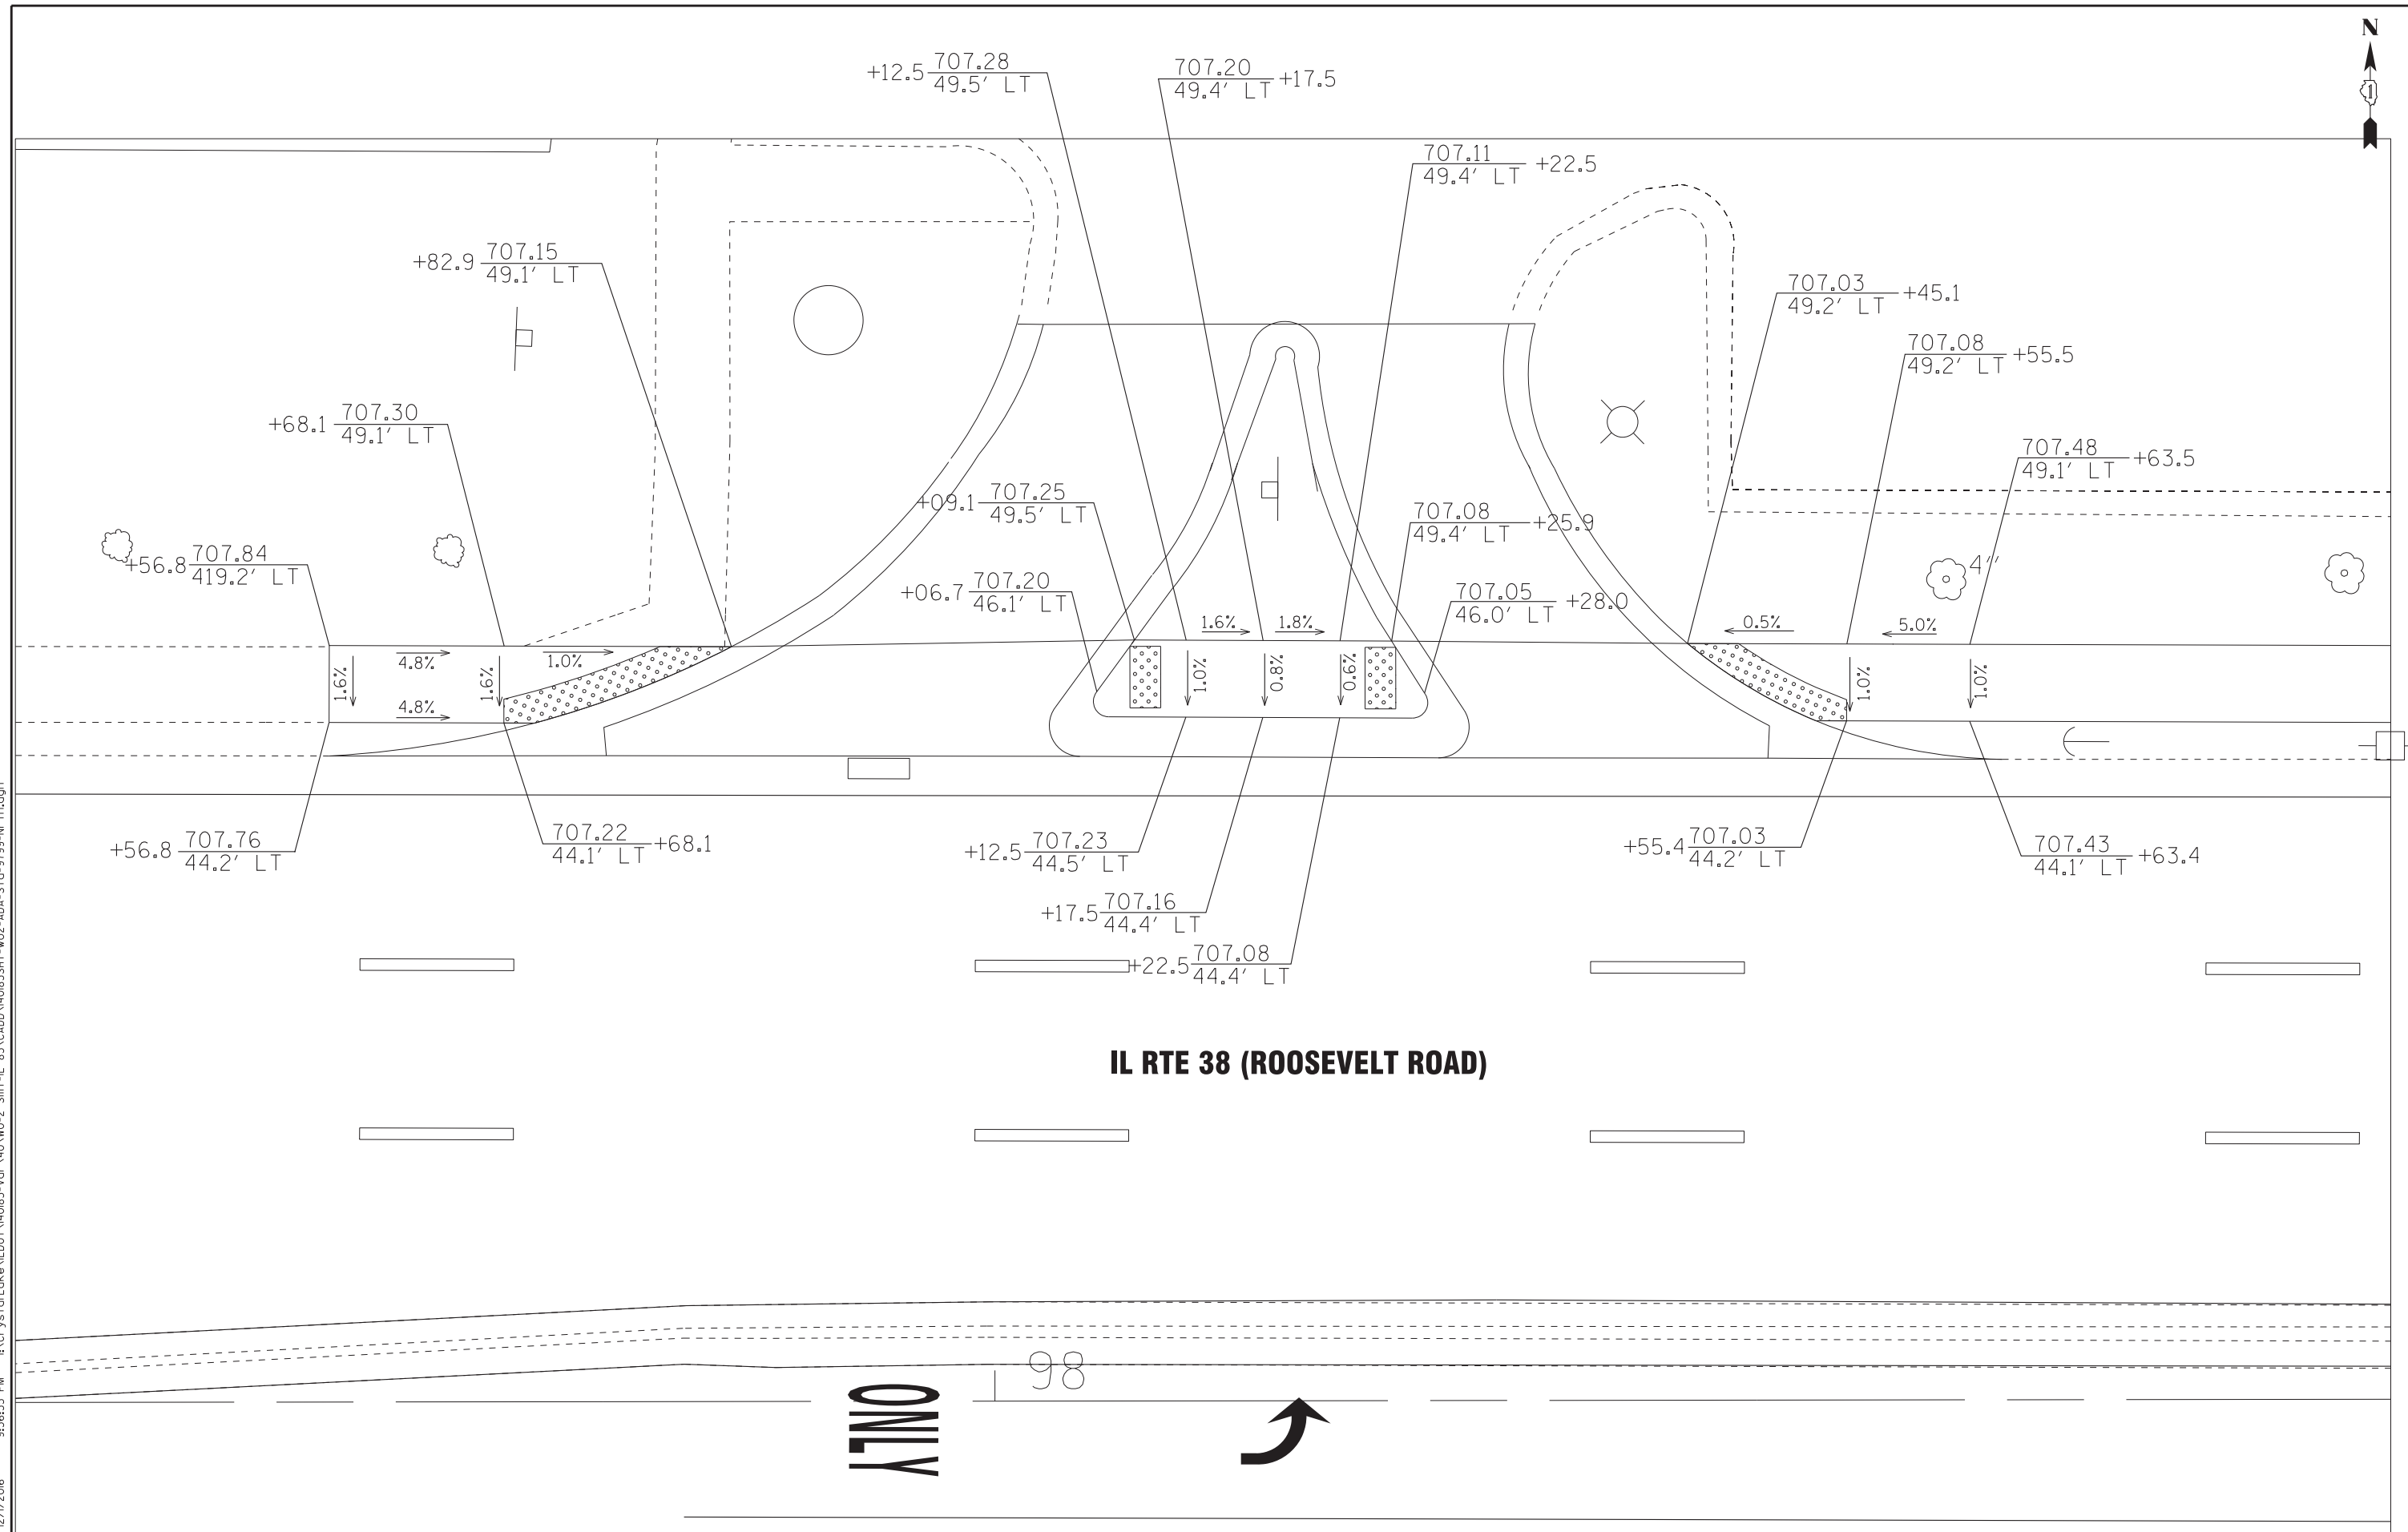 N
1
+12.5 707.28
49.5' LT
707.20 +17.5
49.4' LT
707.11 +22.5
49.4' LT
+82.9 707.15
49.1' LT
707.03 +45.1
49.2' LT
707.08 +55.5
49.2' LT
+68.1 707.30
49.1' LT
707.48 +63.5
49.1' LT
+09.1 707.25
49.5' LT
707.08 +25.9
49.4' LT
+56.8 707.84
419.2' LT
4''
+06.7 707.20
46.1' LT
707.05 +28.0
46.0' LT
1.6% 1.8%
0.5% 5.0%
4.8% 1.0%
1.6% 1.6% 1.0% 0.8% 0.6% 1.0% 1.0%
4.8%
+56.8 707.76
44.2' LT
707.22 +68.1
44.1' LT
+12.5 707.23
44.5' LT
+55.4 707.03
44.2' LT
707.43 +63.4
44.1' LT
+17.5 707.16
44.4' LT
+22.5 707.08
44.4' LT
IL RTE 38 (ROOSEVELT ROAD)
98
ONLY